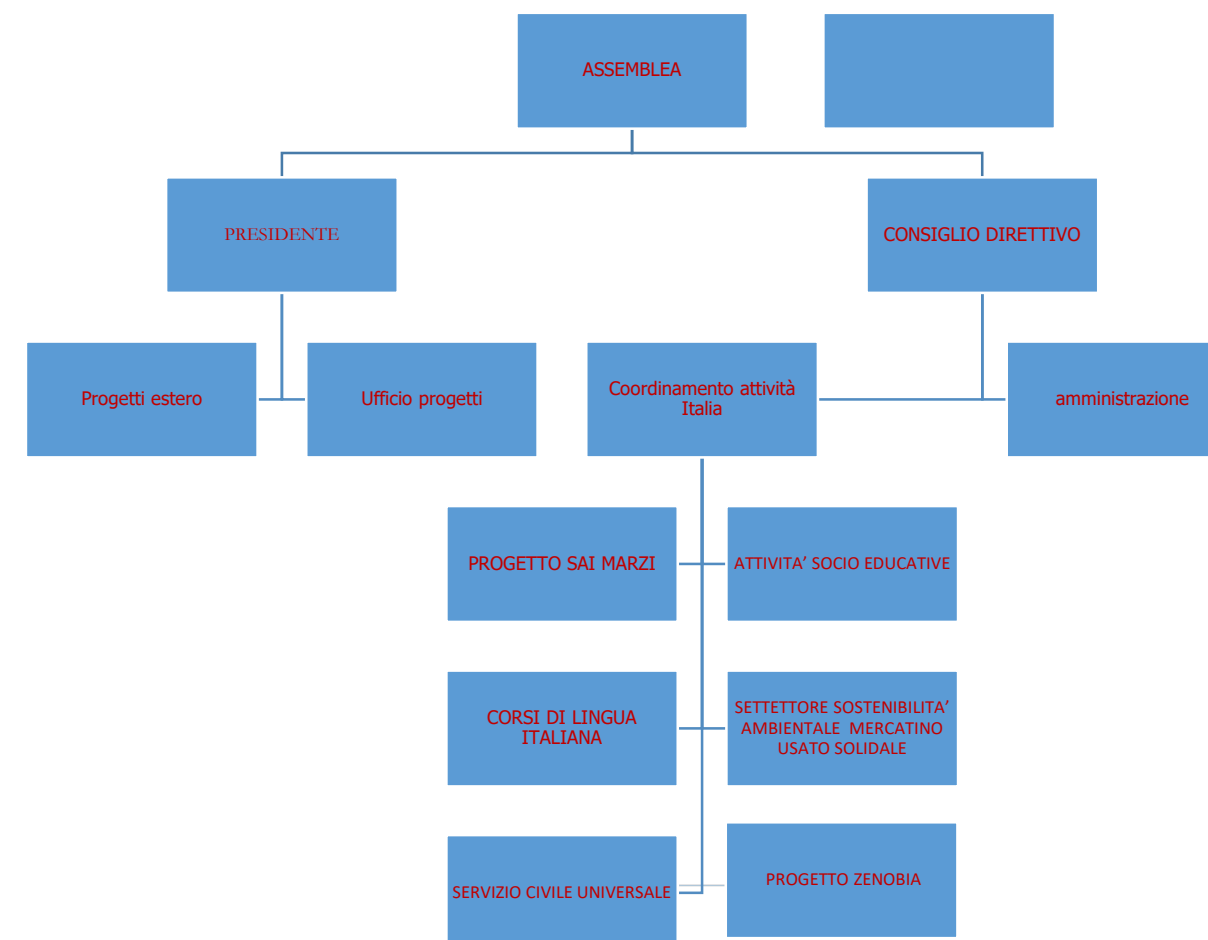 ASSEMBLEA
PRESIDENTE
CONSIGLIO DIRETTIVO
Progetti estero
Ufficio progetti
Coordinamento attività
Italia
amministrazione
PROGETTO SAI MARZI
ATTIVITA’ SOCIO EDUCATIVE
CORSI DI LINGUA
ITALIANA
SETTETTORE SOSTENIBILITA’
AMBIENTALE MERCATINO
USATO SOLIDALE
SERVIZIO CIVILE UNIVERSALE
PROGETTO ZENOBIA